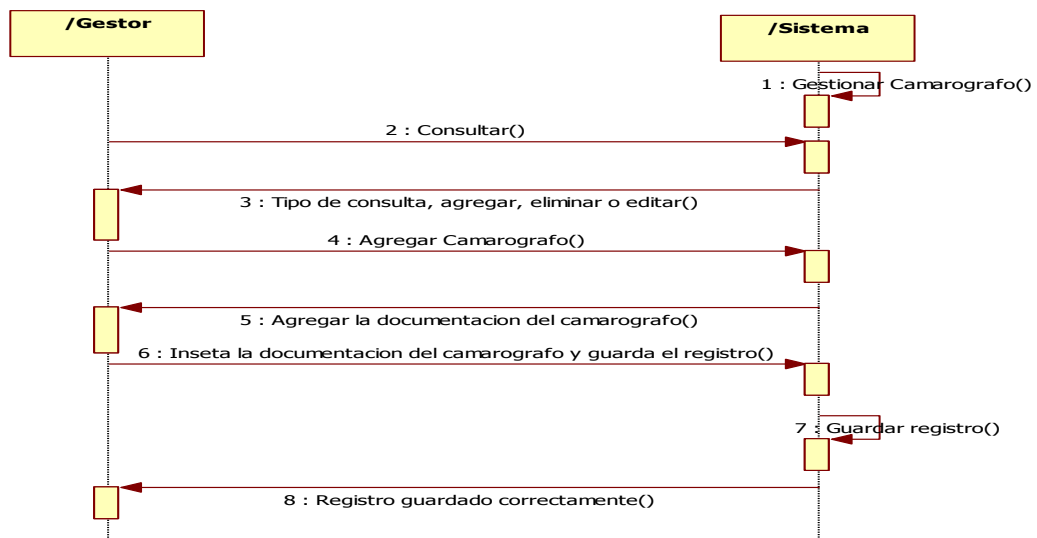 /Gestor
/Sistema
1 : Gestionar Camarografo()
2 : Consultar()
3 : Tipo de consulta, agregar, eliminar o editar()
4 : Agregar Camarografo()
5 : Agregar la documentacion del camarografo()
6 : Inseta la documentacion del camarografo y guarda el registro()
7 : Guardar registro()
8 : Registro guardado correctamente()